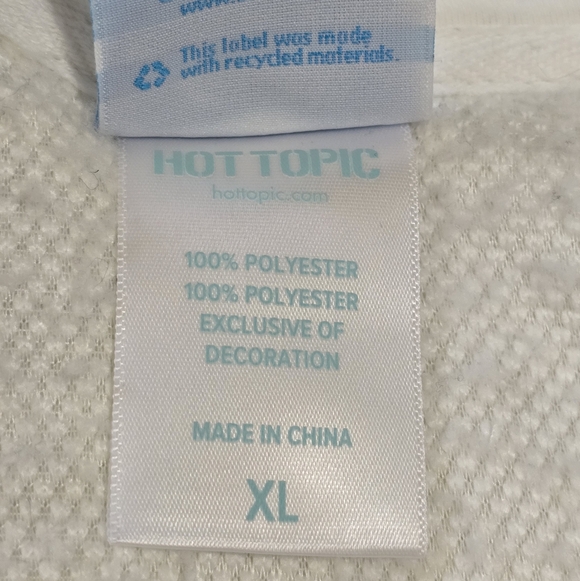 This label was made
with recycled materials.
HOT TOPIC
hottopic.com
100% POLYESTER
100% POLYESTER
EXCLUSIVE OF
DECORATION
MADE IN CHINA
XL